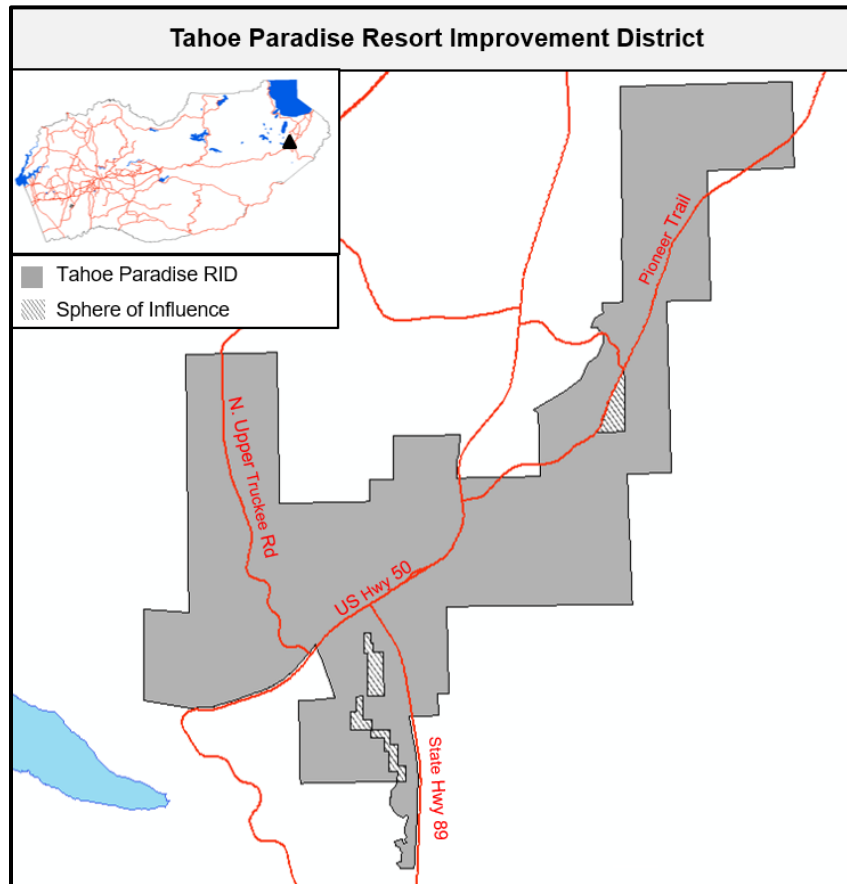 Tahoe Paradise Resort Improvement District
Tahoe Paradise RID
Sphere of Influence
Pioneer Trail
N. Upper Truckee Rd
US Hwy 50
State Hwy 89